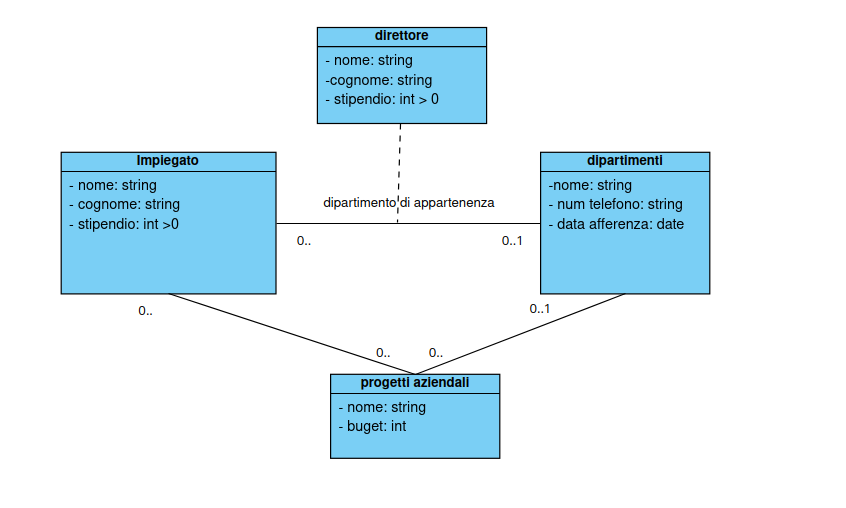 direttore
- nome: string
-cognome: string
- stipendio: int > 0
Impiegato
- nome: string
- cognome: string
- stipendio: int >0
dipartimenti
-nome: string
- num telefono: string
- data afferenza: date
dipartimento di appartenenza
0..
0..1
0..
0..1
0..
0..
progetti aziendali
- nome: string
- buget: int